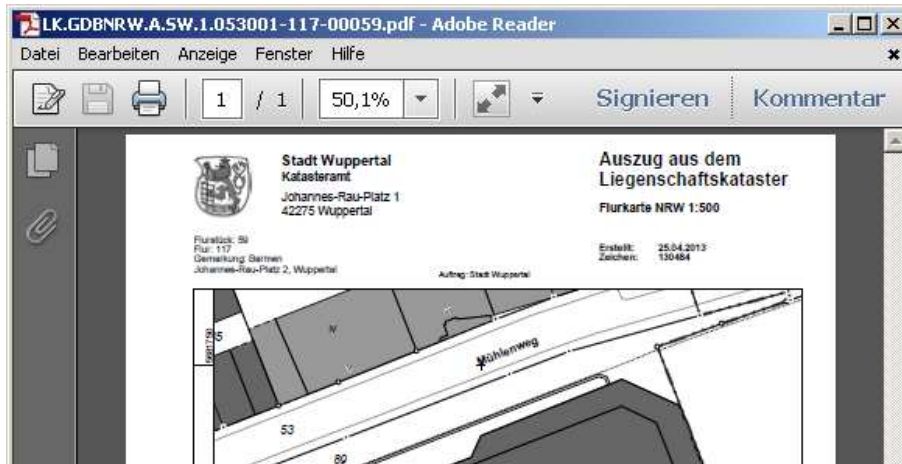 LK.GDBNRW.A.SW.1.053001-117-00059.pdf - Adobe Reader
Datei Bearbeiten Anzeige Fenster Hilfe
1 / 1 50,1% Signieren Kommentar
Stadt Wuppertal
Katasteramt
Johannes-Rau-Platz 1
42275 Wuppertal
Auszug aus dem
Liegenschaftskataster
Flurkarte NRW 1:500
Flurstück: 59
Flur: 117
Gemarkung: Barmen
Johannes-Rau-Platz 2, Wuppertal
Erstellt: 25.04.2013
Zeichen: 130484
Auftrag: Stadt Wuppertal
IV
V
Mühlenweg
53
89